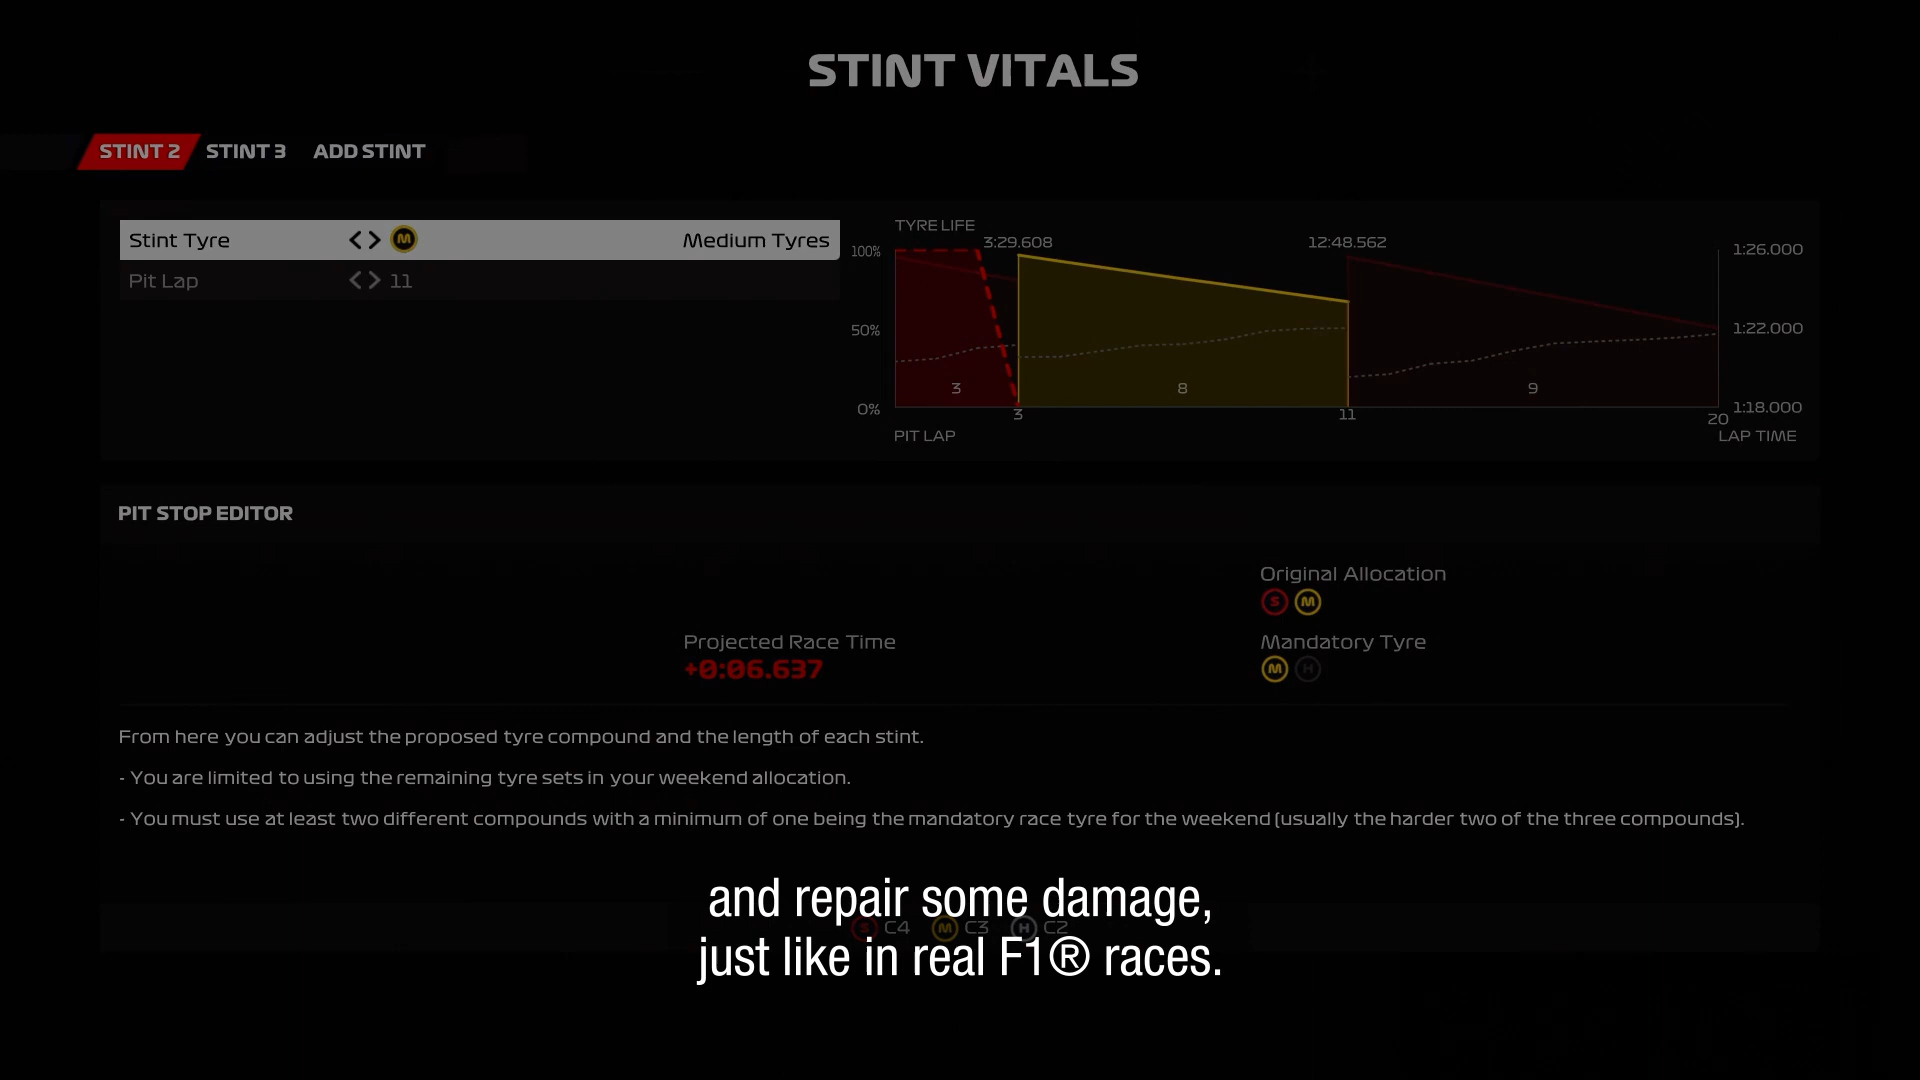 STINT VITALS
STINT 2 STINT 3 ADD STINT
Stint Tyre M Medium Tyres
Pit Lap 11
TYRE LIFE
3:29.608 12:48.562
100% 1:26.000
50% 1:22.000
3 8 9
0% 1:18.000
3 11 20
PIT LAP LAP TIME
PIT STOP EDITOR
Original Allocation
S M
Projected Race Time
+0:06.637
Mandatory Tyre
M H
From here you can adjust the proposed tyre compound and the length of each stint.
- You are limited to using the remaining tyre sets in your weekend allocation.
- You must use at least two different compounds with a minimum of one being the mandatory race tyre for the weekend (usually the harder two of the three compounds).
and repair some damage,
S C4 M C3 H C2
just like in real F1® races.